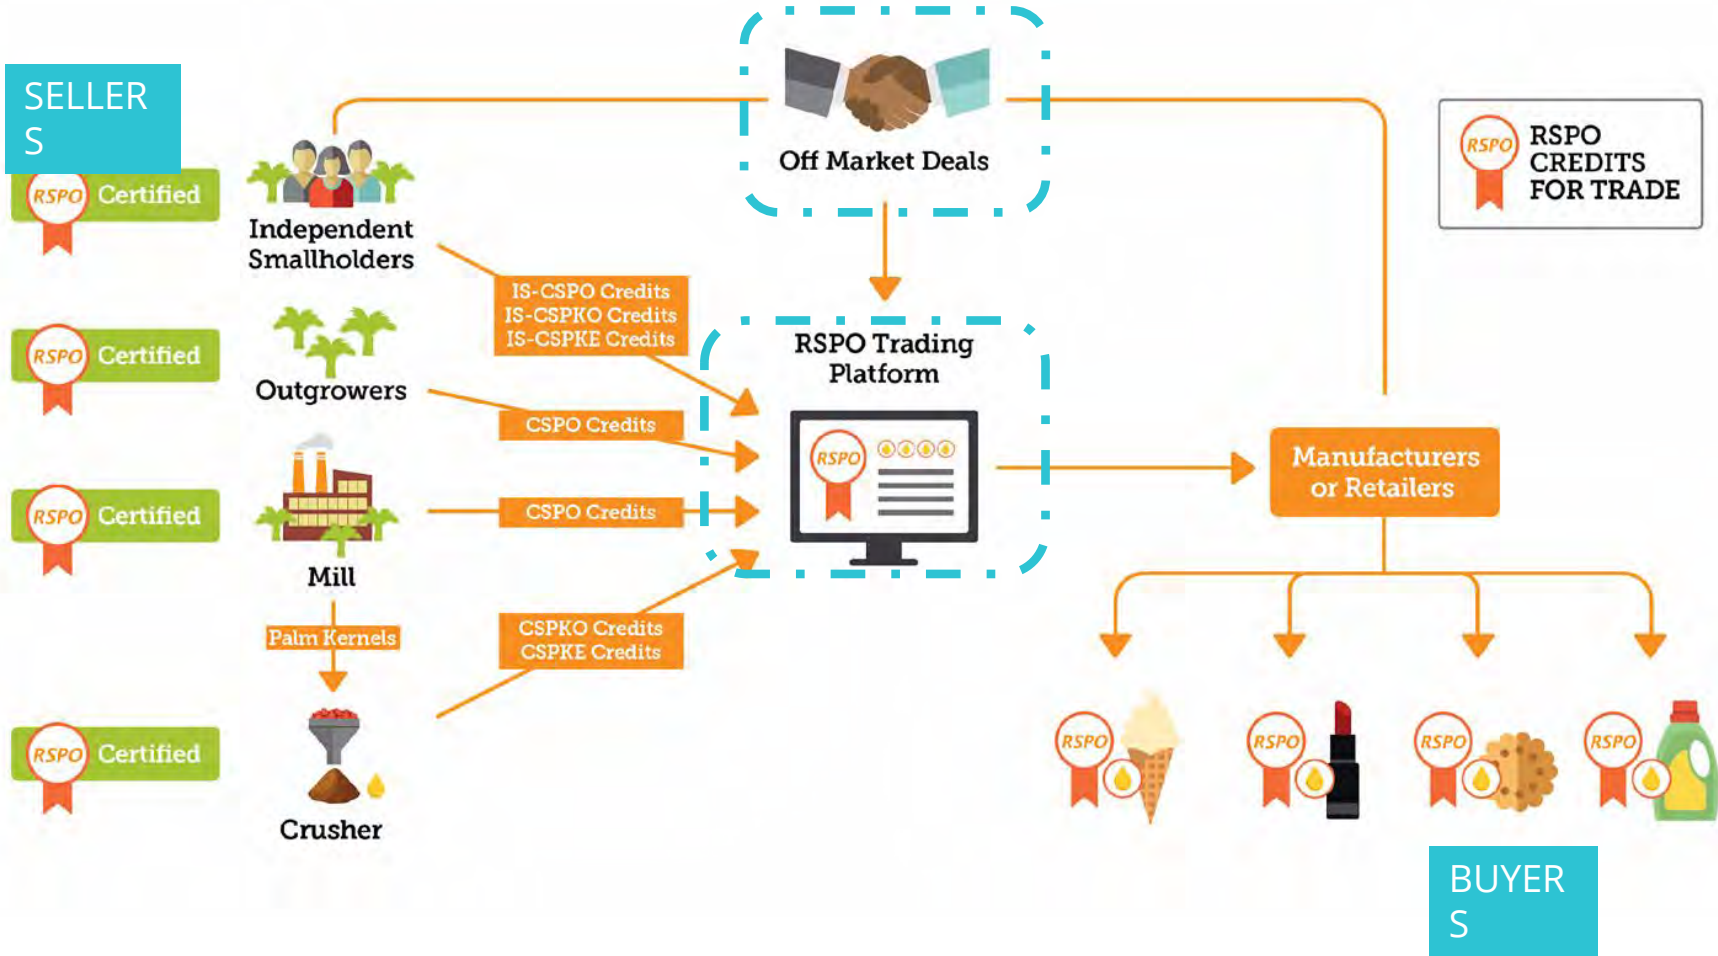 SELLER
S
RSPO Certified
Independent
Smallholders
RSPO Certified
Outgrowers
RSPO Certified
Mill
Palm Kernels
RSPO Certified
Crusher
IS-CSPO Credits
IS-CSPKO Credits
IS-CSPKE Credits
CSPO Credits
CSPO Credits
CSPKO Credits
CSPKE Credits
Off Market Deals
RSPO Trading
Platform
RSPO
RSPO
RSPO
CREDITS
FOR TRADE
Manufacturers
or Retailers
RSPO
RSPO
RSPO
RSPO
BUYER
S